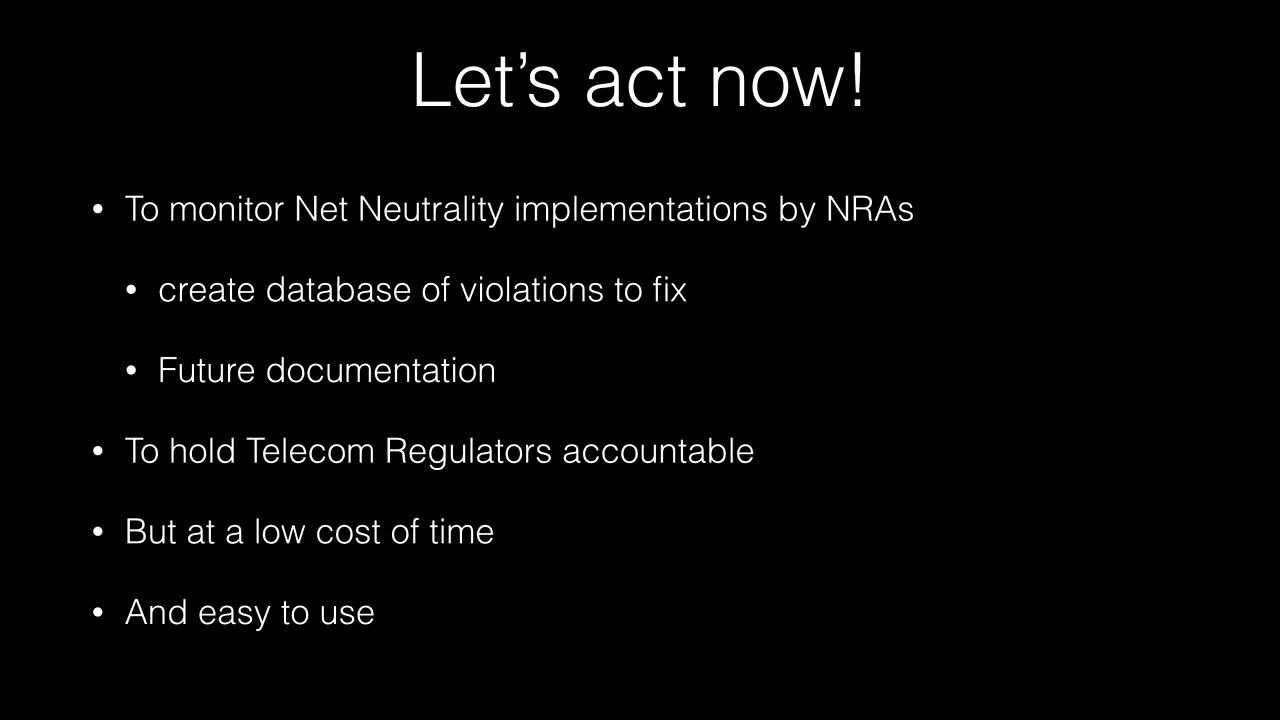 Let’s act now!
• To monitor Net Neutrality implementations by NRAs
• create database of violations to fix
• Future documentation
• To hold Telecom Regulators accountable
• But at a low cost of time
• And easy to use